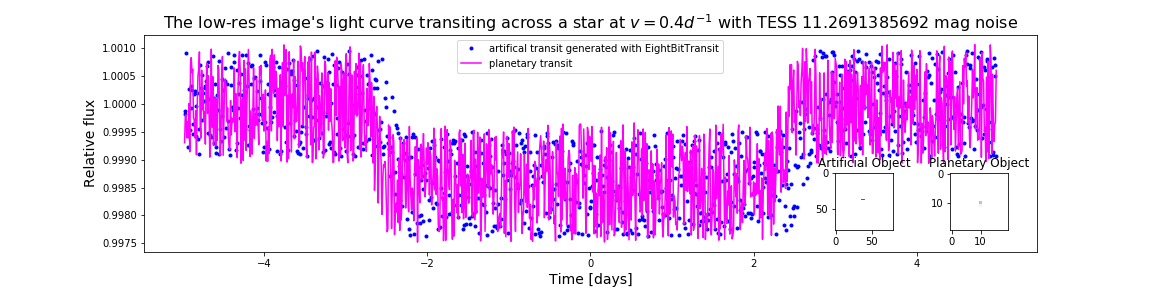 The low-res image's light curve transiting across a star at v = 0.4d⁻¹ with TESS 11.2691385692 mag noise
artifical transit generated with EightBitTransit
planetary transit
Relative flux
1.0010
1.0005
1.0000
0.9995
0.9990
0.9985
0.9980
0.9975
Artificial Object
0
50
0 50
Planetary Object
0
10
0 10
−4 −2 0 2 4
Time [days]